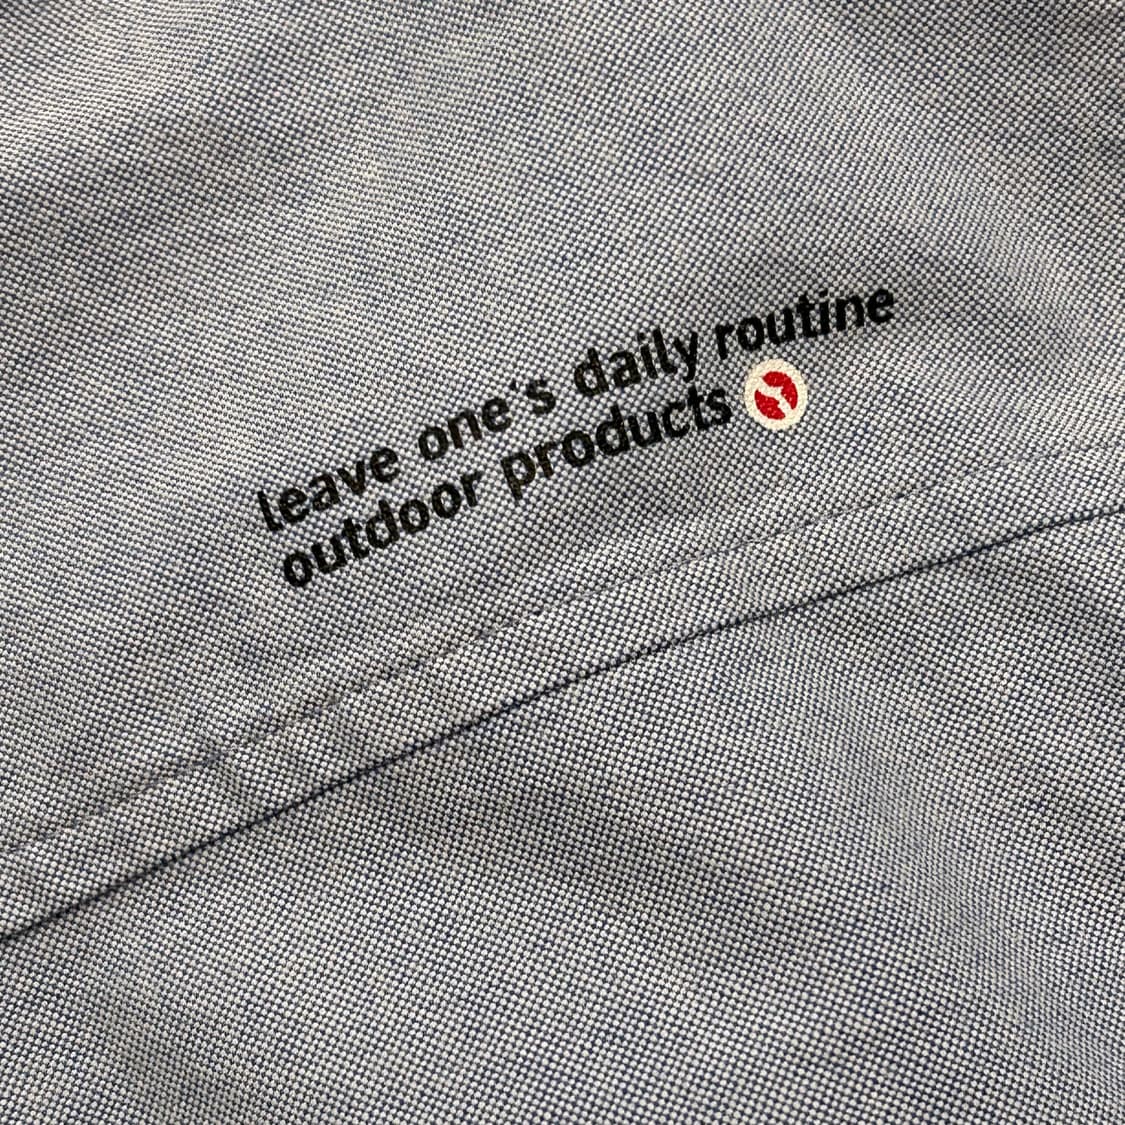 leave one's daily routine
outdoor products